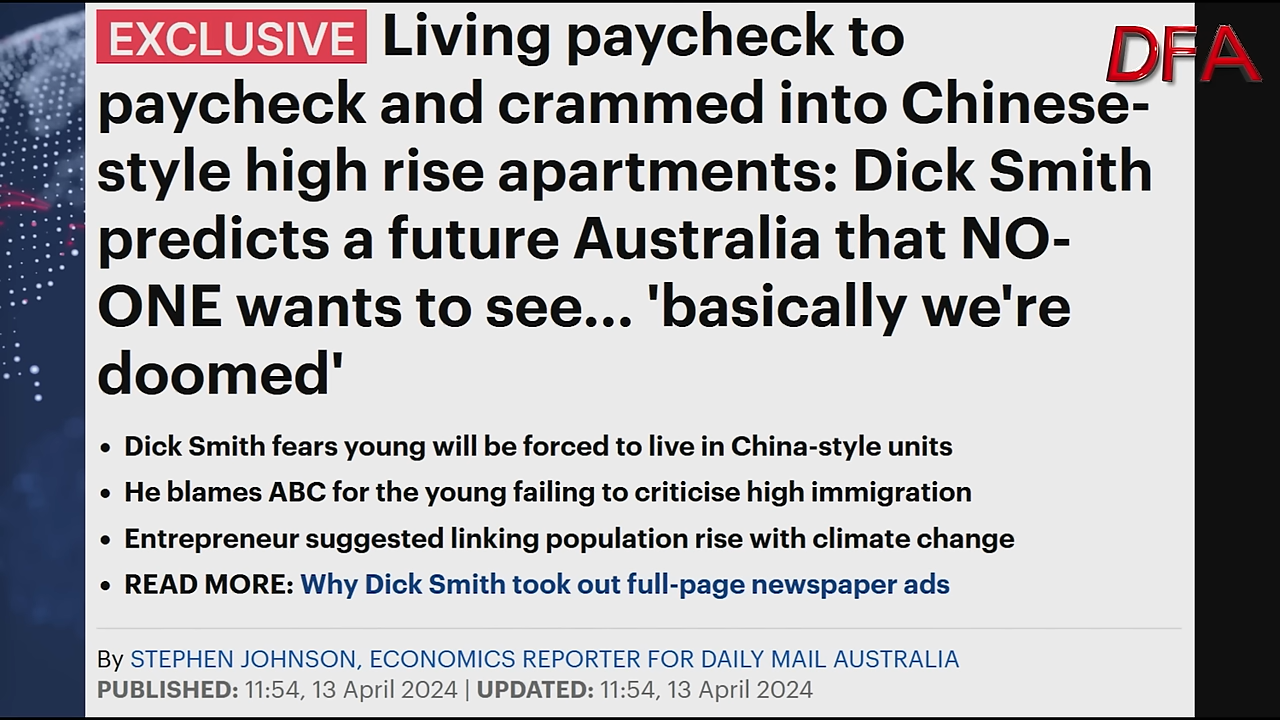 EXCLUSIVE Living paycheck to
DFA
paycheck and crammed into Chinese-
style high rise apartments: Dick Smith
predicts a future Australia that NO-
ONE wants to see... 'basically we're
doomed'
• Dick Smith fears young will be forced to live in China-style units
• He blames ABC for the young failing to criticise high immigration
• Entrepreneur suggested linking population rise with climate change
• READ MORE: Why Dick Smith took out full-page newspaper ads
By STEPHEN JOHNSON, ECONOMICS REPORTER FOR DAILY MAIL AUSTRALIA
PUBLISHED: 11:54, 13 April 2024 | UPDATED: 11:54, 13 April 2024